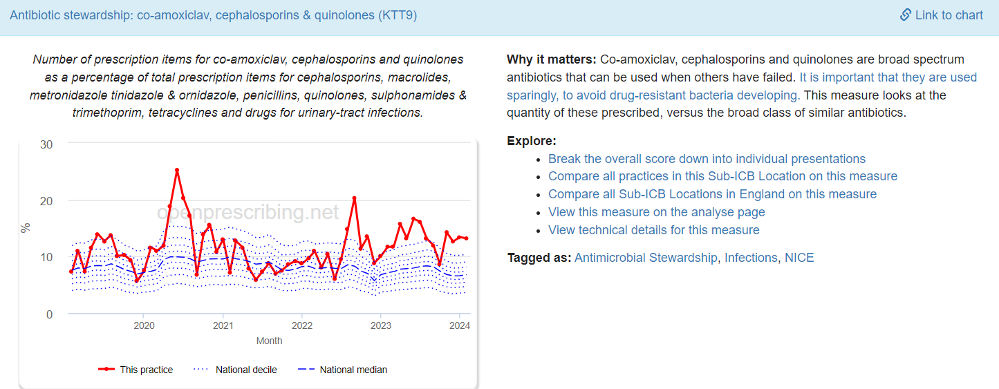 Antibiotic stewardship: co-amoxiclav, cephalosporins & quinolones (KTT9)
Link to chart
Number of prescription items for co-amoxiclav, cephalosporins and quinolones
as a percentage of total prescription items for cephalosporins, macrolides,
metronidazole tinidazole & ornidazole, penicillins, quinolones, sulphonamides &
trimethoprim, tetracyclines and drugs for urinary-tract infections.
30
20
10
0
%
openprescribing.net
2020
2021
2022
2023
2024
Month
This practice
National decile
National median
Why it matters: Co-amoxiclav, cephalosporins and quinolones are broad spectrum
antibiotics that can be used when others have failed. It is important that they are used
sparingly, to avoid drug-resistant bacteria developing. This measure looks at the
quantity of these prescribed, versus the broad class of similar antibiotics.
Explore:
Break the overall score down into individual presentations
Compare all practices in this Sub-ICB Location on this measure
Compare all Sub-ICB Locations in England on this measure
View this measure on the analyse page
View technical details for this measure
Tagged as: Antimicrobial Stewardship, Infections, NICE